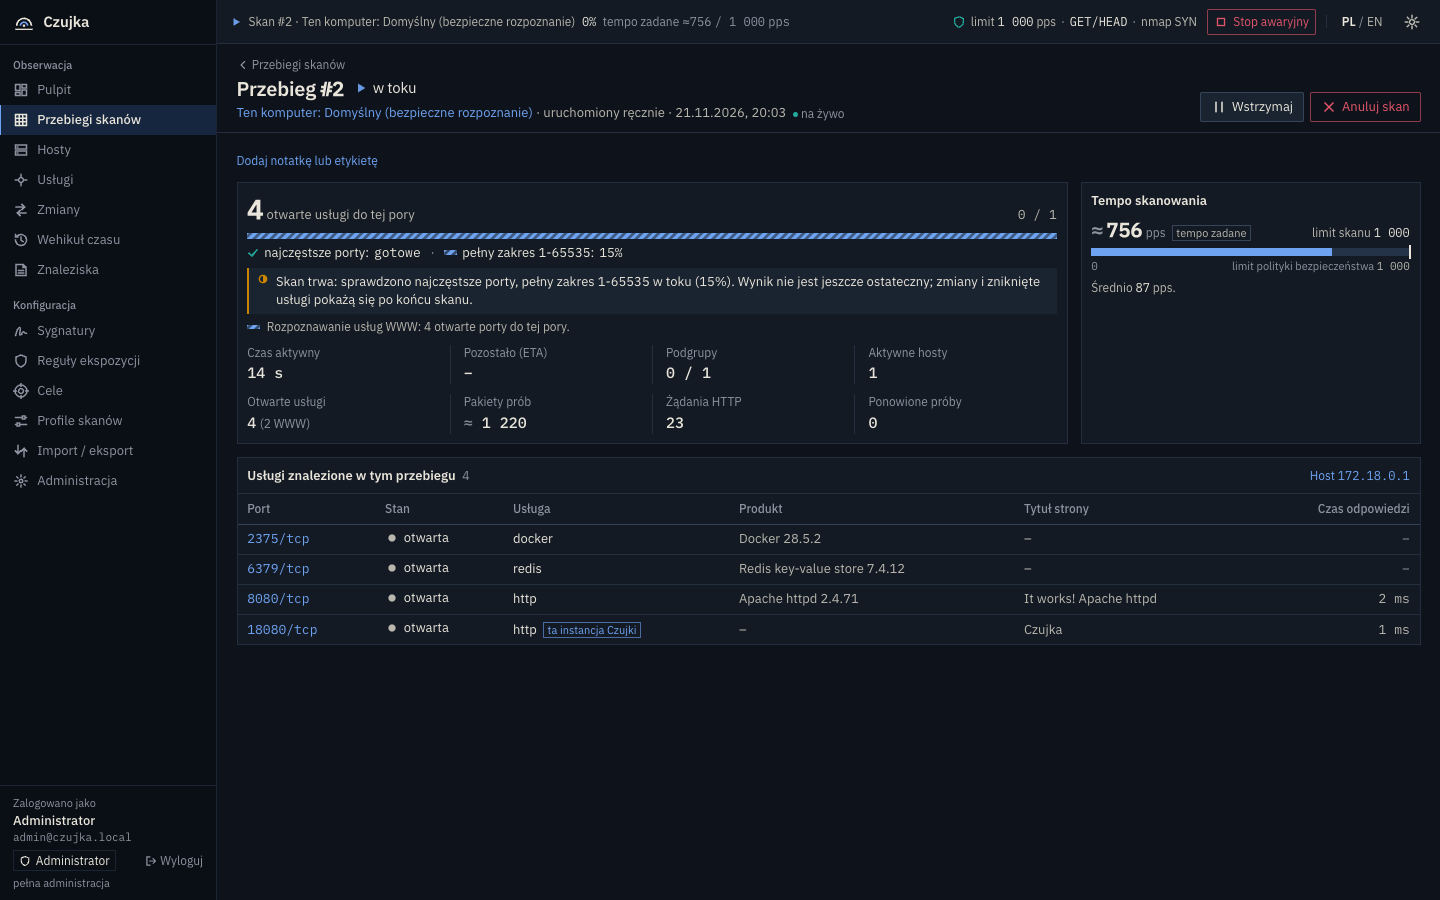 Czujka
Skan #2 · Ten komputer: Domyślny (bezpieczne rozpoznanie) 0% tempo zadane ≈756 / 1 000 pps
limit 1 000 pps · GET/HEAD · nmap SYN
Stop awaryjny
PL / EN
Obserwacja
Pulpit
Przebiegi skanów
Hosty
Usługi
Zmiany
Wehikuł czasu
Znaleziska
Konfiguracja
Sygnatury
Reguły ekspozycji
Cele
Profile skanów
Import / eksport
Administracja
Zalogowano jako
Administrator
admin@czujka.local
Administrator
Wyloguj
pełna administracja
Przebiegi skanów
Przebieg #2 w toku
Ten komputer: Domyślny (bezpieczne rozpoznanie) · uruchomiony ręcznie · 21.11.2026, 20:03 na żywo
Wstrzymaj
Anuluj skan
Dodaj notatkę lub etykietę
4 otwarte usługi do tej pory 0 / 1
najczęstsze porty: gotowe · pełny zakres 1-65535: 15%
Skan trwa: sprawdzono najczęstsze porty, pełny zakres 1-65535 w toku (15%). Wynik nie jest jeszcze ostateczny; zmiany i zniknięte
usługi pokażą się po końcu skanu.
Rozpoznawanie usług WWW: 4 otwarte porty do tej pory.
Czas aktywny Pozostało (ETA) Podgrupy Aktywne hosty
14 s – 0 / 1 1
Otwarte usługi Pakiety prób Żądania HTTP Ponowione próby
4 (2 WWW) ≈ 1 220 23 0
Tempo skanowania
≈ 756 pps tempo zadane limit skanu 1 000
0 limit polityki bezpieczeństwa 1 000
Średnio 87 pps.
Usługi znalezione w tym przebiegu 4 Host 172.18.0.1
Port Stan Usługa Produkt Tytuł strony Czas odpowiedzi
2375/tcp otwarta docker Docker 28.5.2 – –
6379/tcp otwarta redis Redis key-value store 7.4.12 – –
8080/tcp otwarta http Apache httpd 2.4.71 It works! Apache httpd 2 ms
18080/tcp otwarta http ta instancja Czujki – Czujka 1 ms